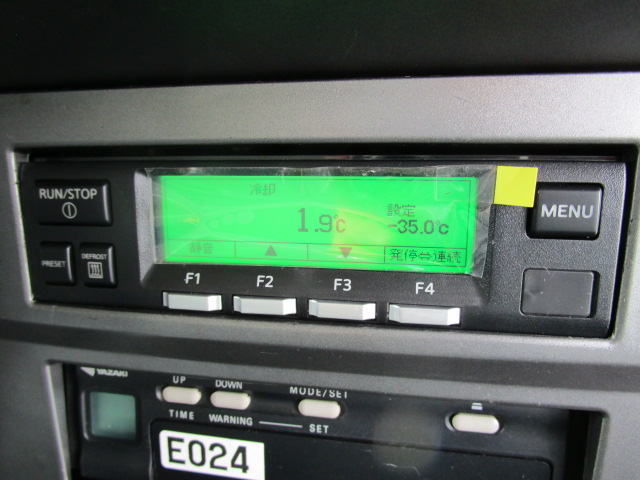 RUN/STOP
PRESET
DEFROST
冷却
1.9℃
設定
-35.0℃
静音
▲
▼
発停⇔連続
MENU
F1
F2
F3
F4
YAZAKI
UP
DOWN
MODE/SET
TIME
WARNING
SET
E024